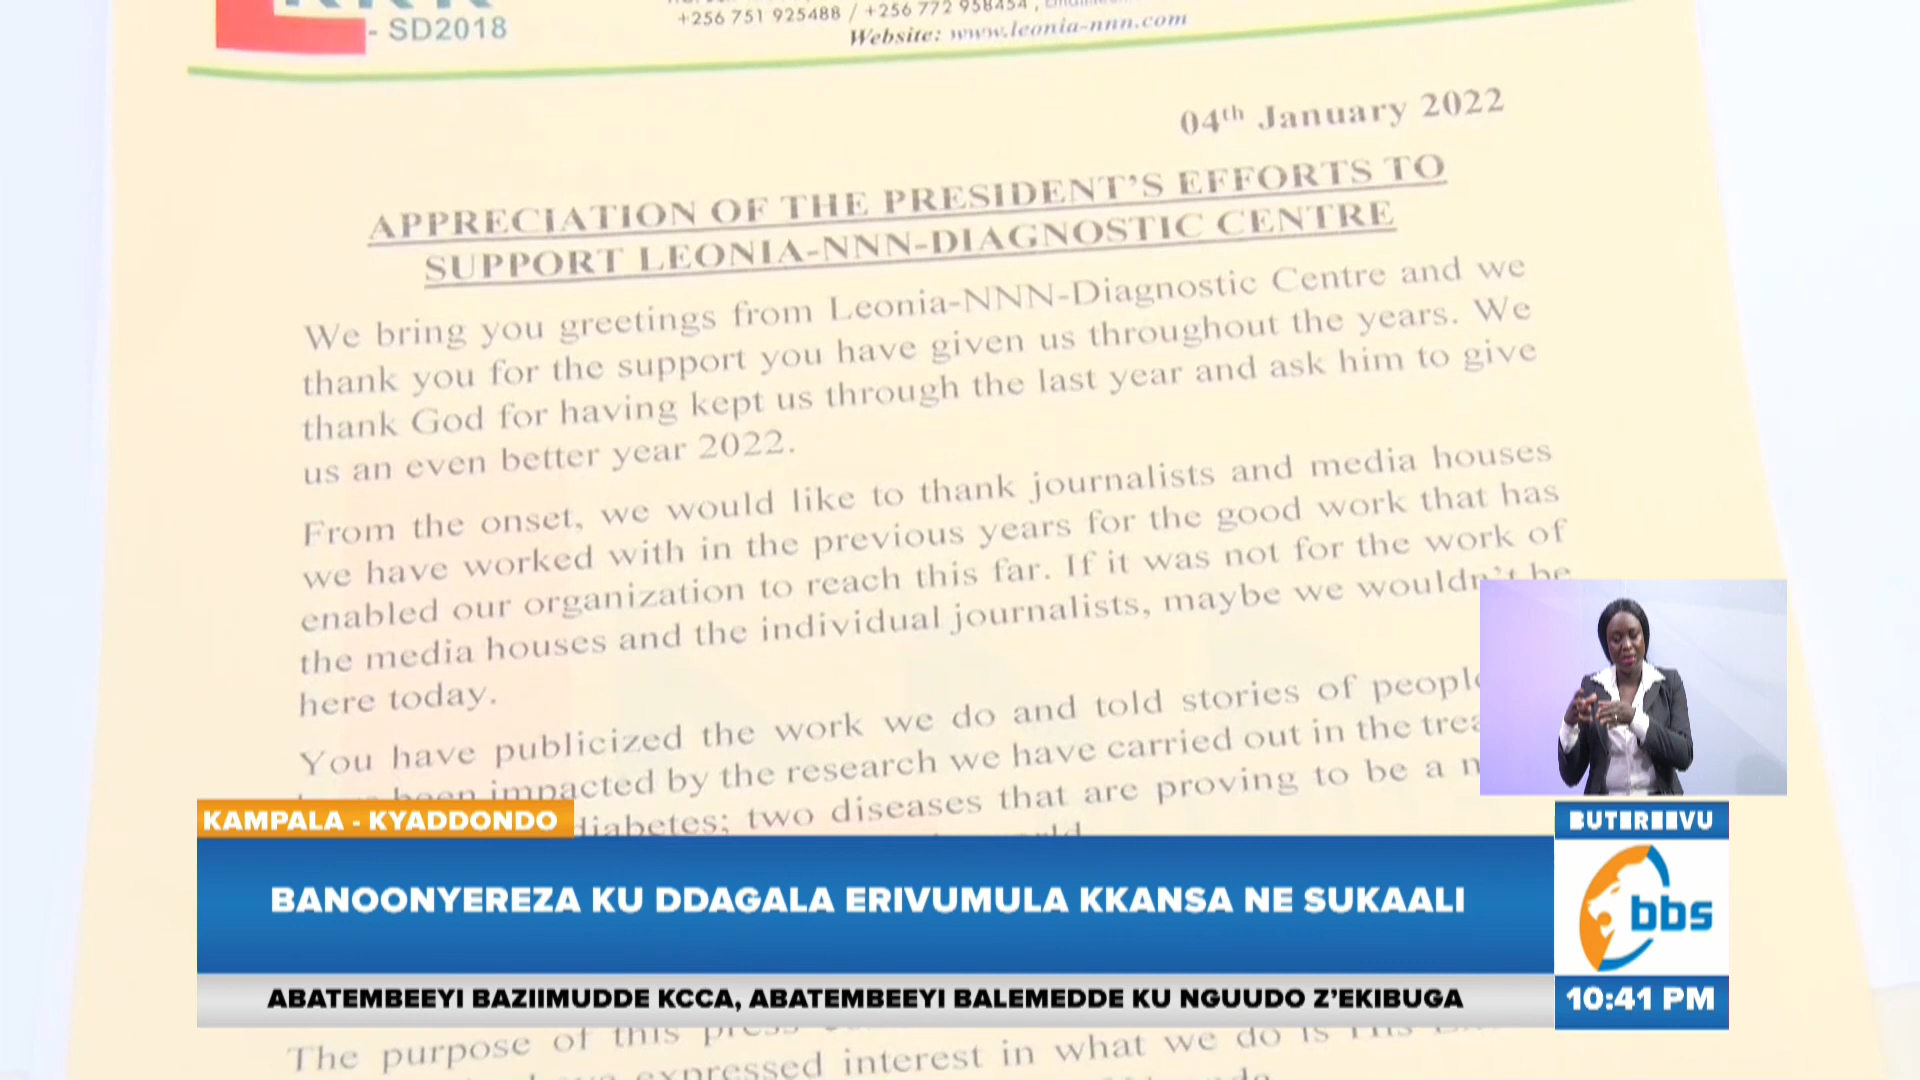 - SD2018
+256 751 925488 / +256 772 958454 ,
Website: www.leonia-nnn.com
04th January 2022
APPRECIATION OF THE PRESIDENT'S EFFORTS TO
SUPPORT LEONIA-NNN-DIAGNOSTIC CENTRE
We bring you greetings from Leonia-NNN-Diagnostic Centre and we
thank you for the support you have given us throughout the years. We
thank God for having kept us through the last year and ask him to give
us an even better year 2022.
From the onset, we would like to thank journalists and media houses
we have worked with in the previous years for the good work that has
enabled our organization to reach this far. If it was not for the work of
the media houses and the individual journalists, maybe we wouldn't be
here today.
You have publicized the work we do and told stories of people
been impacted by the research we have carried out in the
diabetes; two diseases that are proving to be a
KAMPALA - KYADDONDO
BUTEREEVU
BANOONYEREZA KU DDAGALA ERIVUMULA KKANSA NE SUKAALI
bbs
ABATEMBEEYI BAZIIMUDDE KCCA, ABATEMBEEYI BALEMEDDE KU NGUUDO Z'EKIBUGA
10:41 PM
The purpose of this press
expressed interest in what we do is His